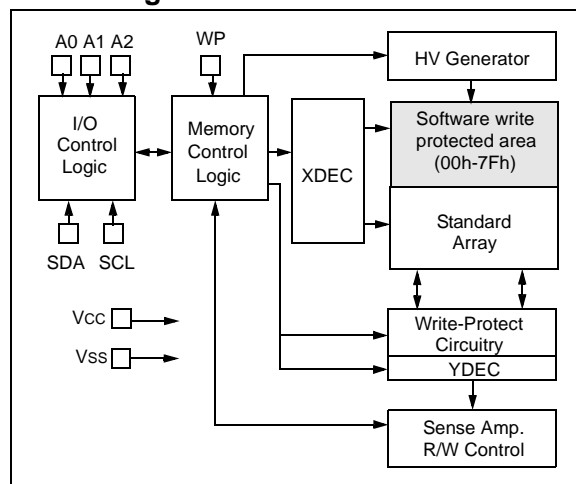 A0 A1 A2
WP
HV Generator
I/O
Control
Logic
Memory
Control
Logic
XDEC
Software write
protected area
(00h-7Fh)
Standard
Array
SDA SCL
Vcc
Vss
Write-Protect
Circuitry
YDEC
Sense Amp.
R/W Control